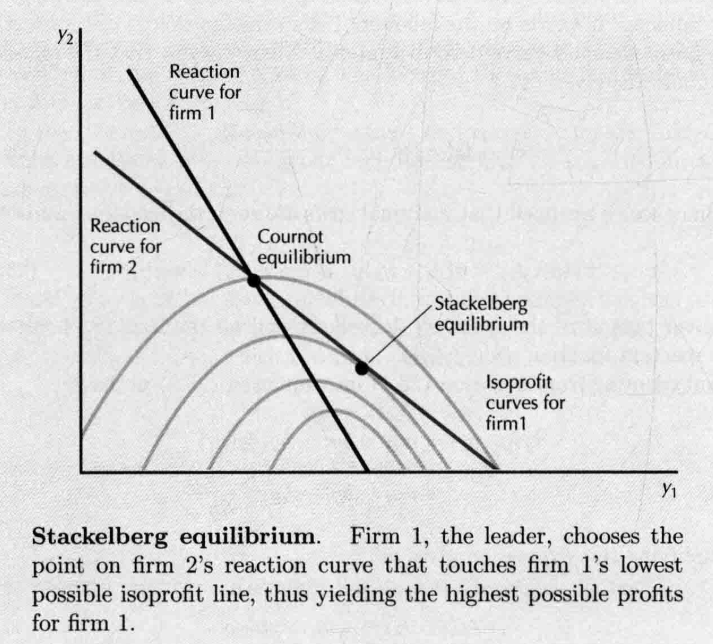 y2
Reaction
curve for
firm 1
Reaction
curve for
firm 2
Cournot
equilibrium
Stackelberg
equilibrium
Isoprofit
curves for
firm1
y1
Stackelberg equilibrium. Firm 1, the leader, chooses the
point on firm 2's reaction curve that touches firm 1's lowest
possible isoprofit line, thus yielding the highest possible profits
for firm 1.